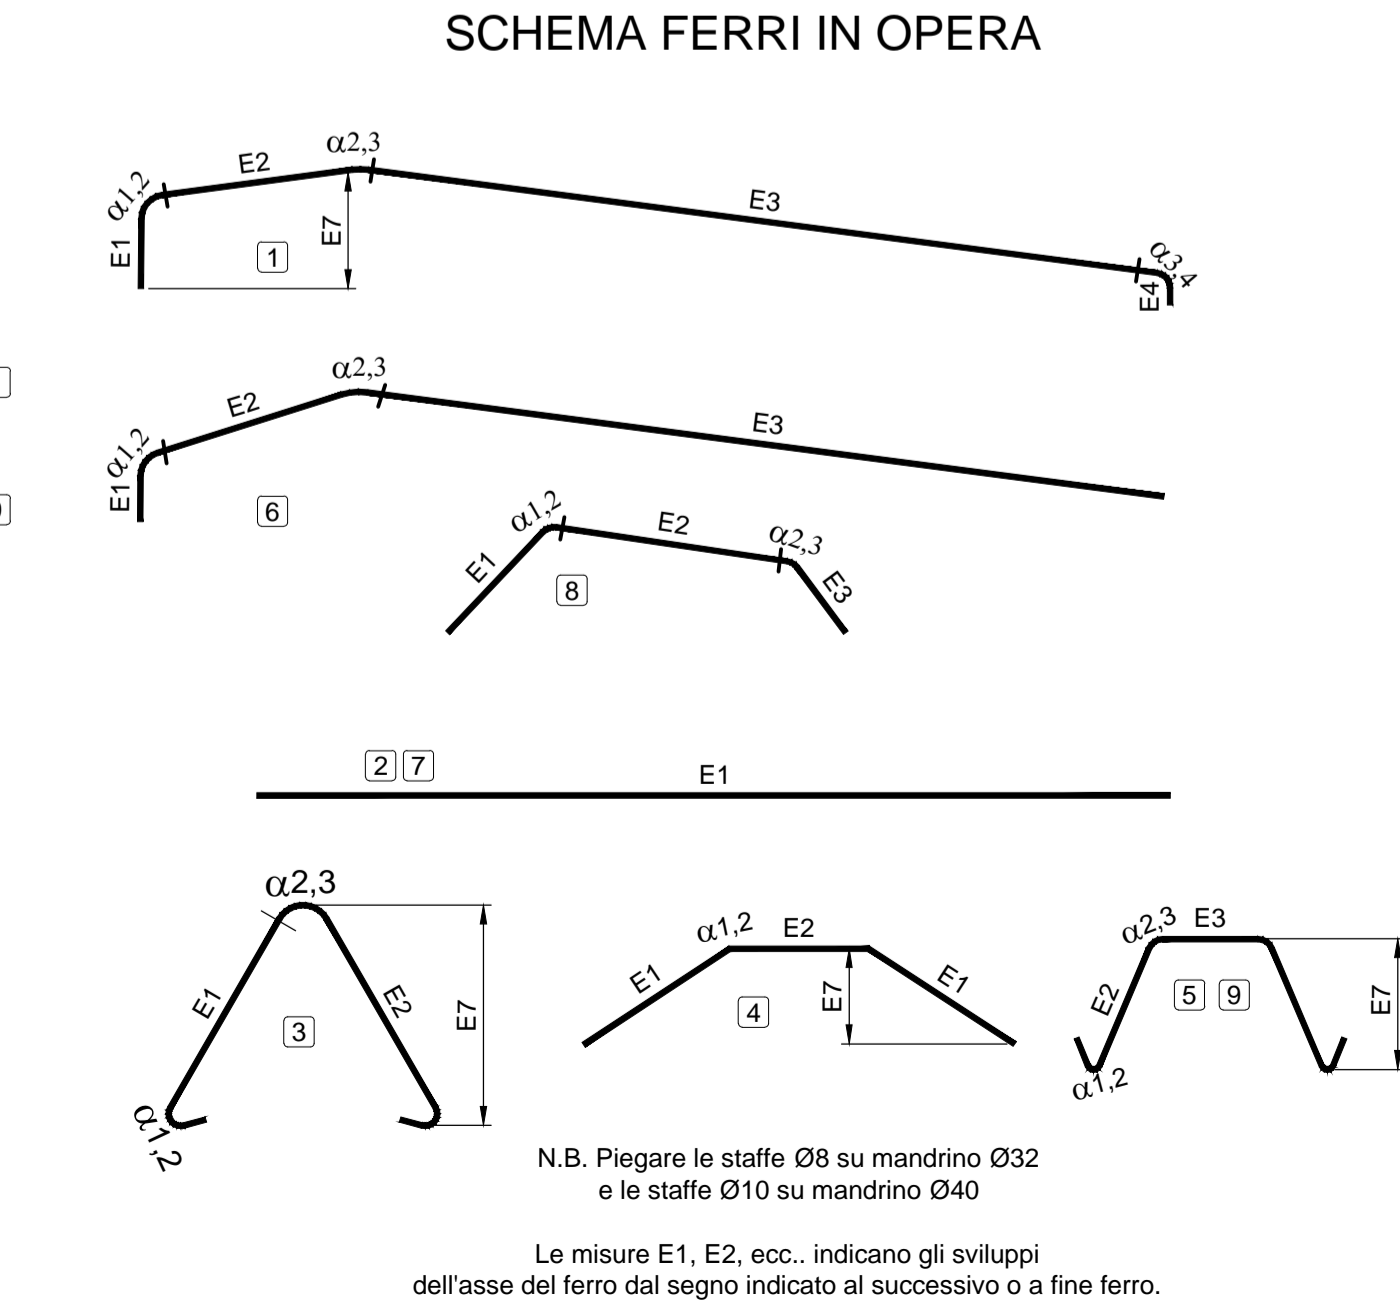 SCHEMA FERRI IN OPERA
α1,2
E2
α2,3
E1
E7
1
E3
α3,4
E4
α1,2
E2
α2,3
E1
6
E3
α1,2
E1
E2
α2,3
E3
8
2 7
E1
α2,3
E1
E2
E7
3
α1,2
α1,2
E2
E1
E1
E7
4
α2,3
E3
E2
5 9
E7
α1,2
N.B. Piegare le staffe Ø8 su mandrino Ø32
e le staffe Ø10 su mandrino Ø40
Le misure E1, E2, ecc.. indicano gli sviluppi
dell'asse del ferro dal segno indicato al successivo o a fine ferro.